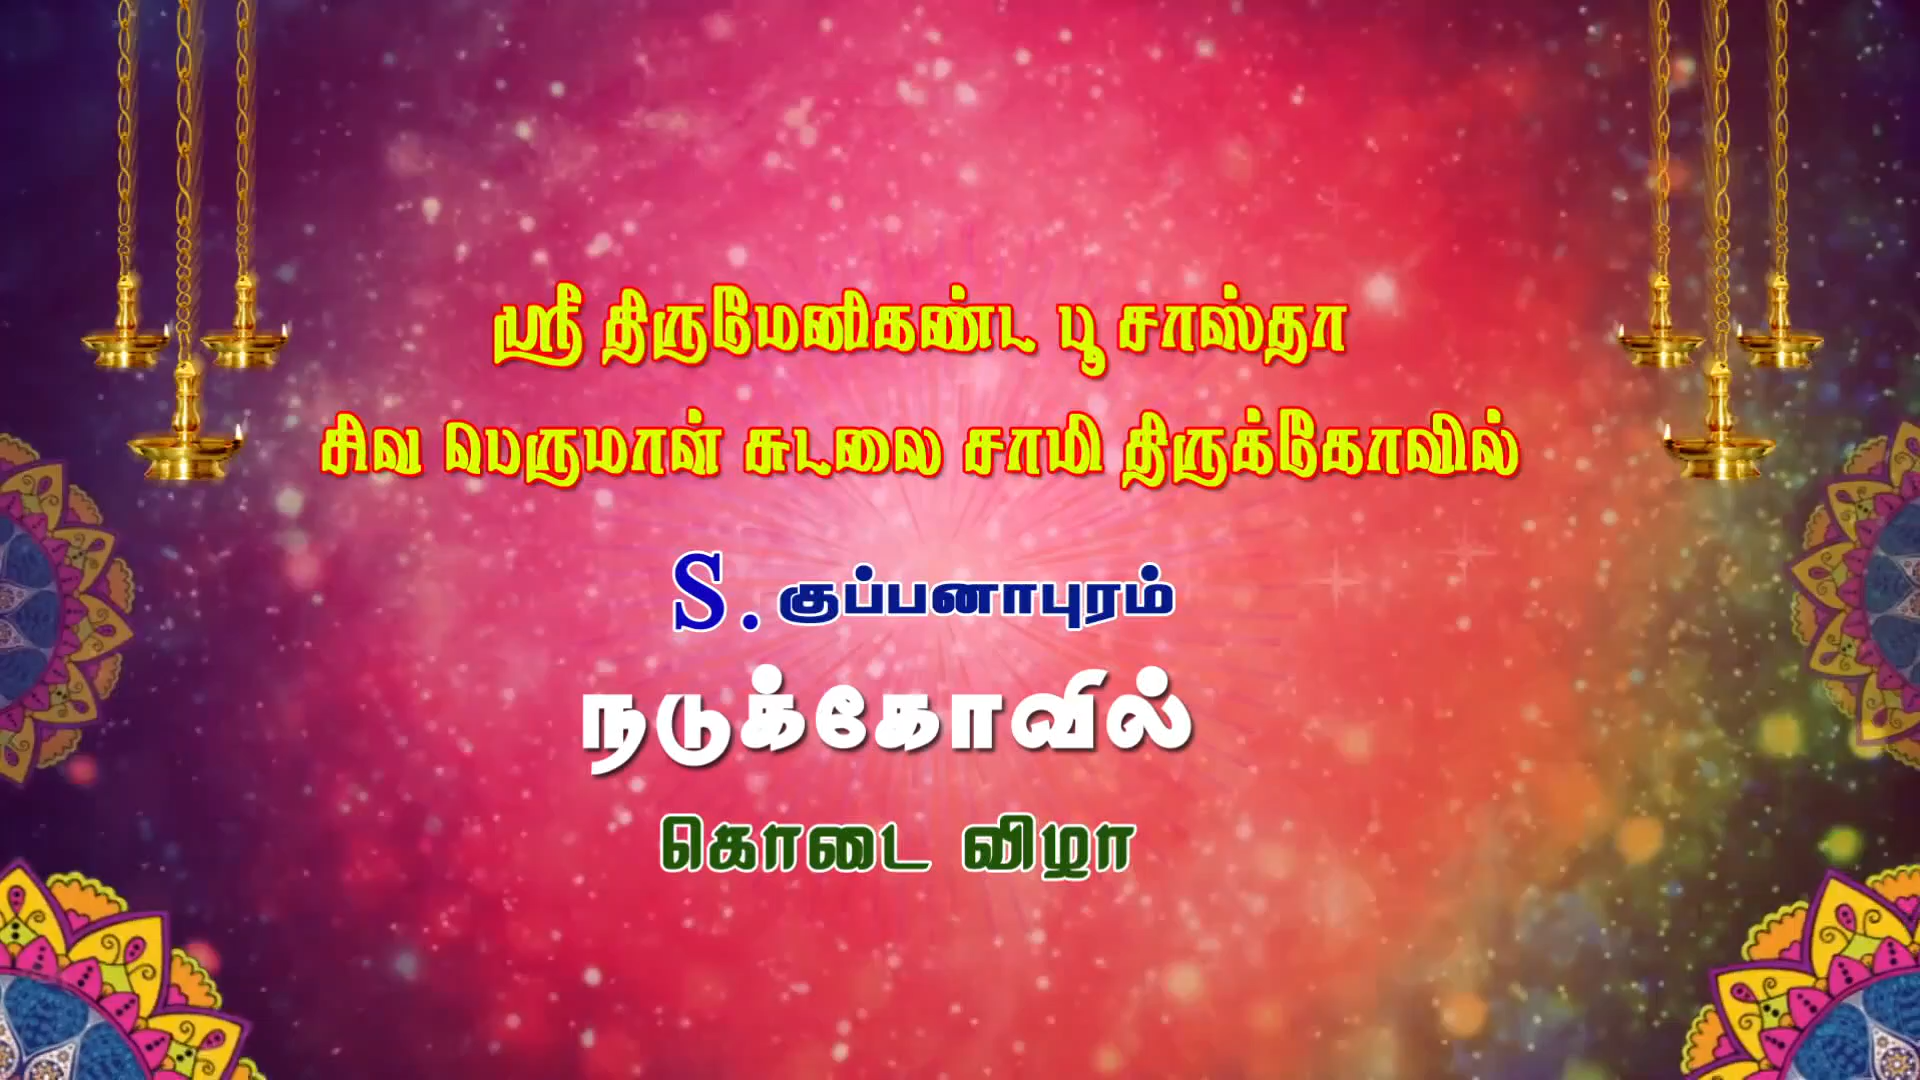 ஸ்ரீ திருமேனிகண்ட பூ சாஸ்தா
சிவ பெருமாள் சுடலை சாமி திருக்கோவில்
S. குப்பனாபுரம்
நடுக்கோவில்
கொடை விழா